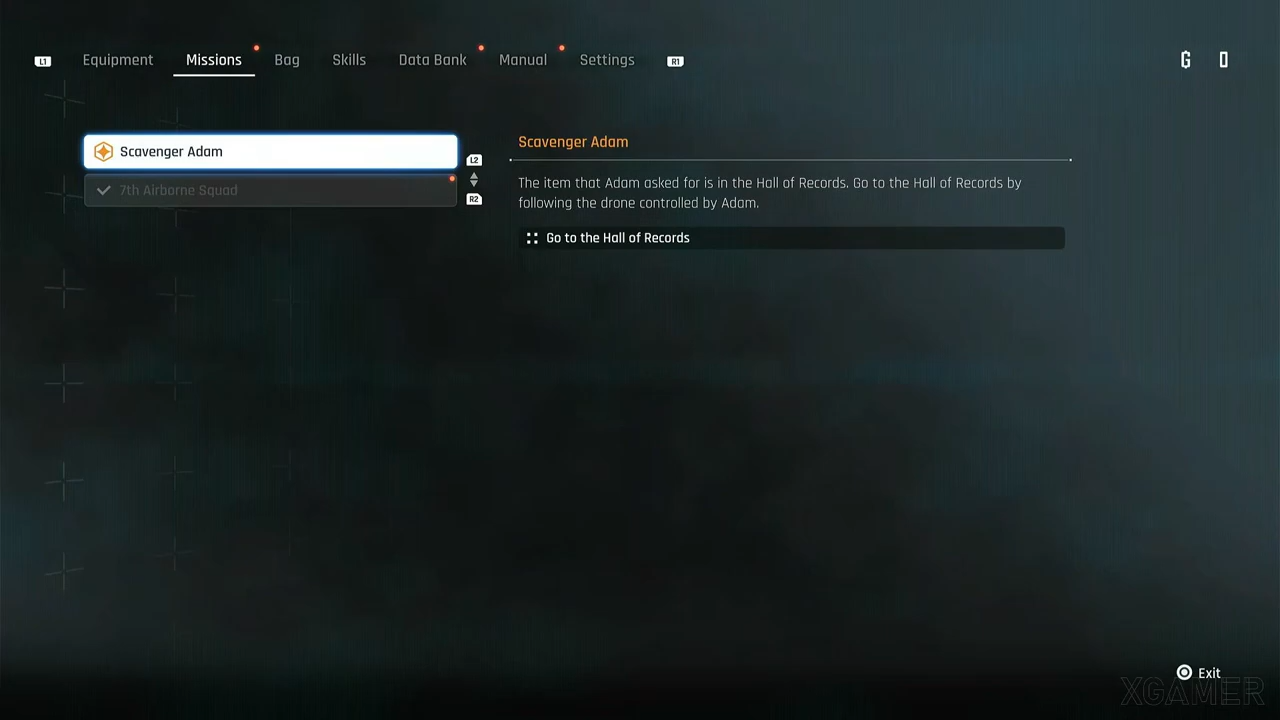 L1 Equipment Missions Bag Skills Data Bank Manual Settings R1 G 0
Scavenger Adam
7th Airborne Squad
L2
R2
Scavenger Adam
The item that Adam asked for is in the Hall of Records. Go to the Hall of Records by
following the drone controlled by Adam.
Go to the Hall of Records
Exit
XGAMER